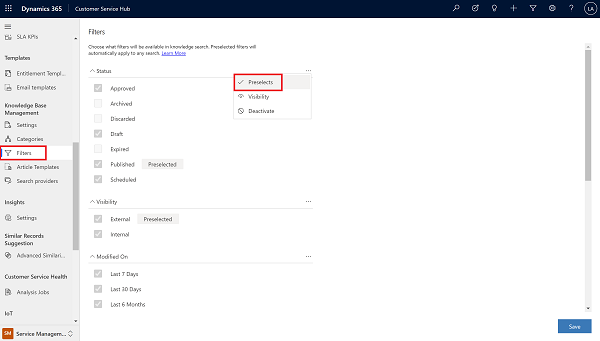 Dynamics 365
Customer Service Hub
LA
SLA KPIs
Templates
Entitlement Templ...
Email templates
Knowledge Base
Management
Settings
Categories
Filters
Article Templates
Search providers
Insights
Settings
Similar Records
Suggestion
Advanced Similari...
Customer Service Health
Analysis Jobs
IoT
SM Service Managem...
Filters
Choose what filters will be available in knowledge search. Preselected filters will
automatically apply to any search. Learn More
Status
Approved
Archived
Discarded
Draft
Expired
Published Preselected
Scheduled
Preselects
Visibility
Deactivate
Visibility
External Preselected
Internal
Modified On
Last 7 Days
Last 30 Days
Last 6 Months
Save